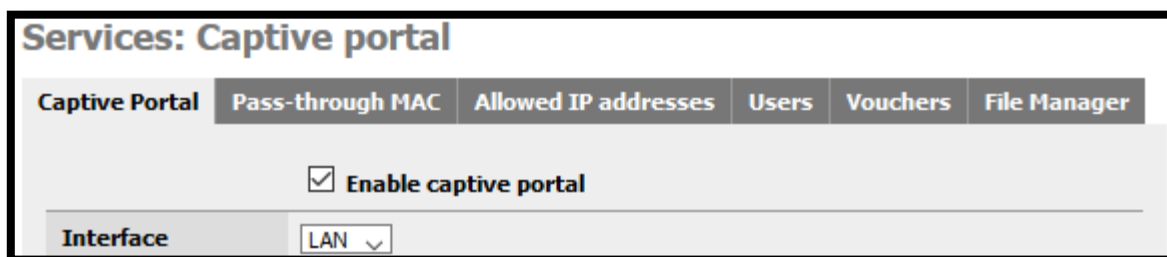 Services: Captive portal
Captive Portal Pass-through MAC Allowed IP addresses Users Vouchers File Manager
Enable captive portal
Interface LAN